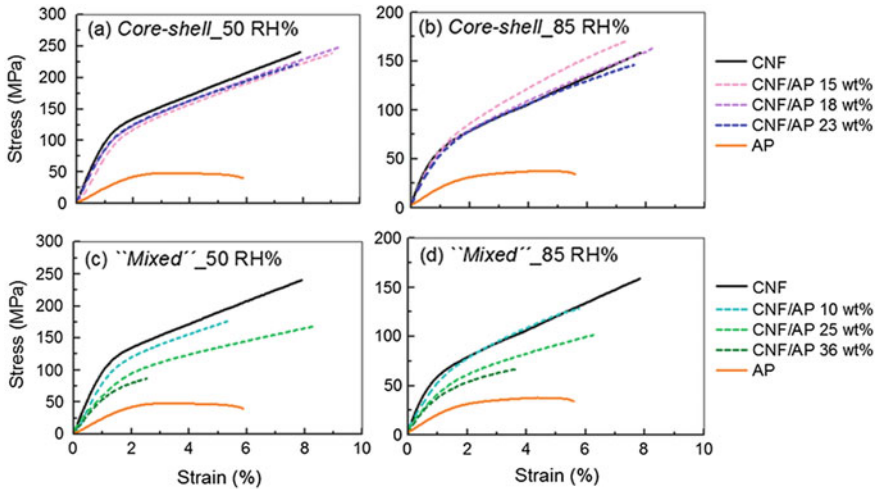 (a) Core-shell_50 RH%
(b) Core-shell_85 RH%
Stress (MPa)
300
250
200
150
100
50
0
200
150
100
50
0
CNF
CNF/AP 15 wt%
CNF/AP 18 wt%
CNF/AP 23 wt%
AP
(c) ``Mixed´´_50 RH%
(d) ``Mixed´´_85 RH%
Stress (MPa)
300
250
200
150
100
50
0
200
150
100
50
0
CNF
CNF/AP 10 wt%
CNF/AP 25 wt%
CNF/AP 36 wt%
AP
0 2 4 6 8 10
0 2 4 6 8 10
Strain (%)
Strain (%)